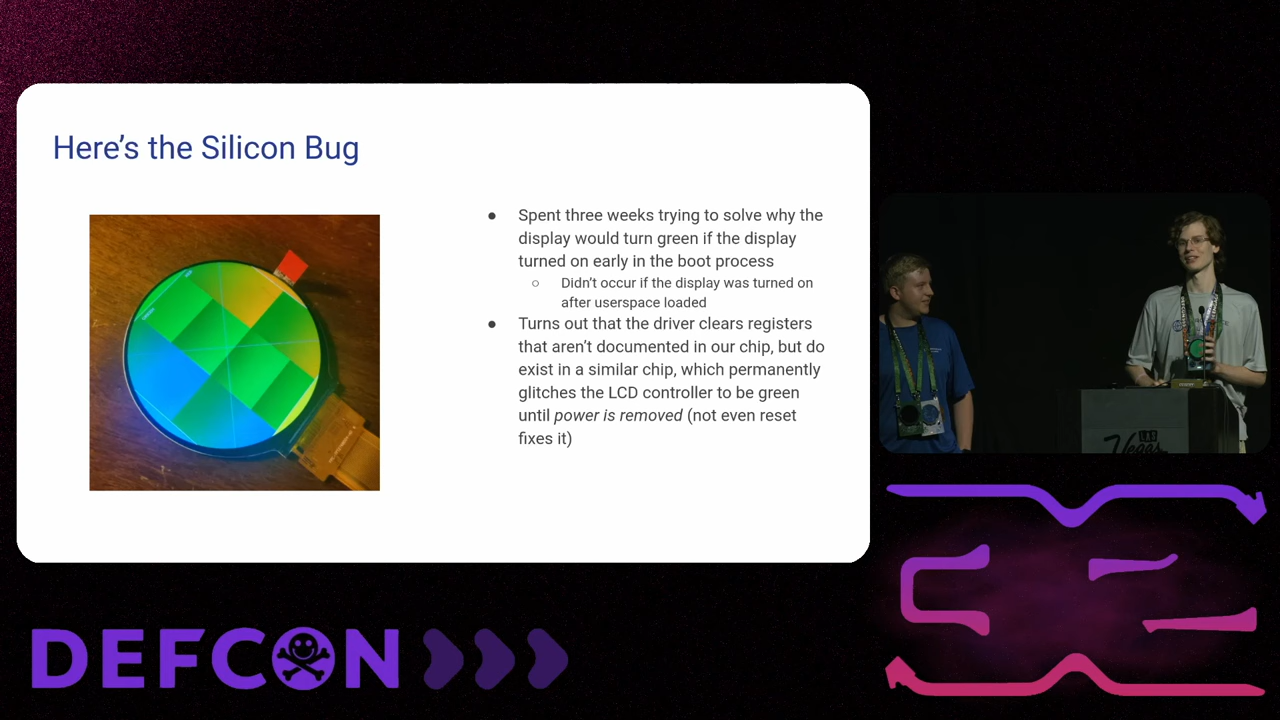 Here’s the Silicon Bug
● Spent three weeks trying to solve why the
display would turn green if the display
turned on early in the boot process
○ Didn’t occur if the display was turned on
after userspace loaded
● Turns out that the driver clears registers
that aren’t documented in our chip, but do
exist in a similar chip, which permanently
glitches the LCD controller to be green
until power is removed (not even reset
fixes it)
LAS
Vegas
DEFCON